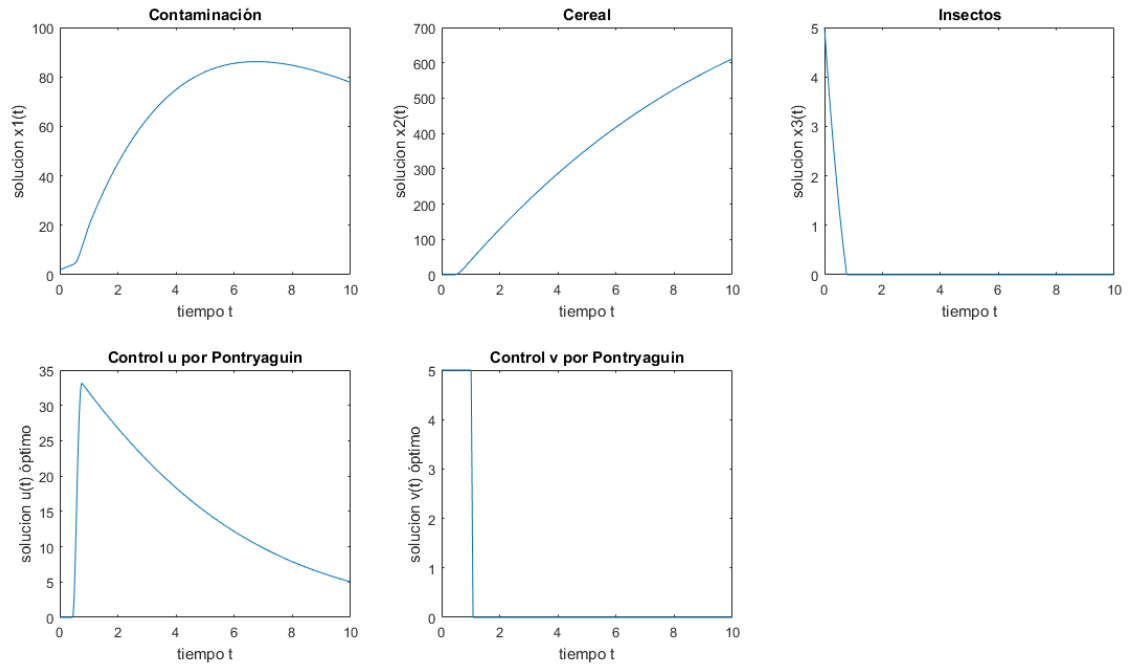 Contaminación
100
80
60
40
20
0
solucion x1(t)
0 2 4 6 8 10
tiempo t
Cereal
700
600
500
400
300
200
100
0
solucion x2(t)
0 2 4 6 8 10
tiempo t
Insectos
5
4
3
2
1
0
solucion x3(t)
0 2 4 6 8 10
tiempo t
Control u por Pontryaguin
35
30
25
20
15
10
5
0
solucion u(t) óptimo
0 2 4 6 8 10
tiempo t
Control v por Pontryaguin
5
4
3
2
1
0
solucion v(t) óptimo
0 2 4 6 8 10
tiempo t